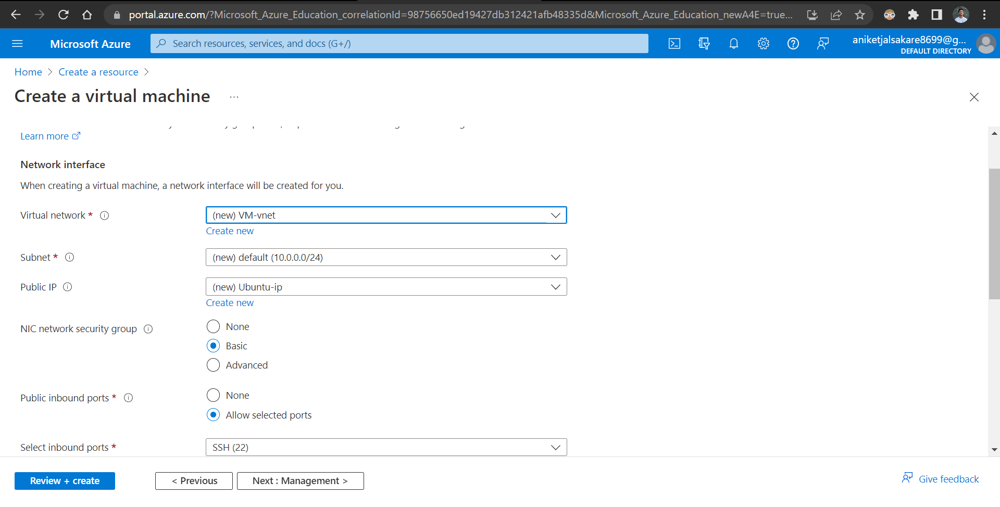 portal.azure.com/?Microsoft_Azure_Education_correlationId=98756650ed19427db312421afb48335d&Microsoft_Azure_Education_newA4E=true...
Microsoft Azure
Search resources, services, and docs (G+/)
aniketjalsakare8699@g...
DEFAULT DIRECTORY
Home > Create a resource >
Create a virtual machine ...
Learn more
Network interface
When creating a virtual machine, a network interface will be created for you.
Virtual network * (new) VM-vnet
Create new
Subnet * (new) default (10.0.0.0/24)
Public IP (new) Ubuntu-ip
Create new
NIC network security group None
Basic
Advanced
Public inbound ports * None
Allow selected ports
Select inbound ports * SSH (22)
Review + create < Previous Next : Management > Give feedback